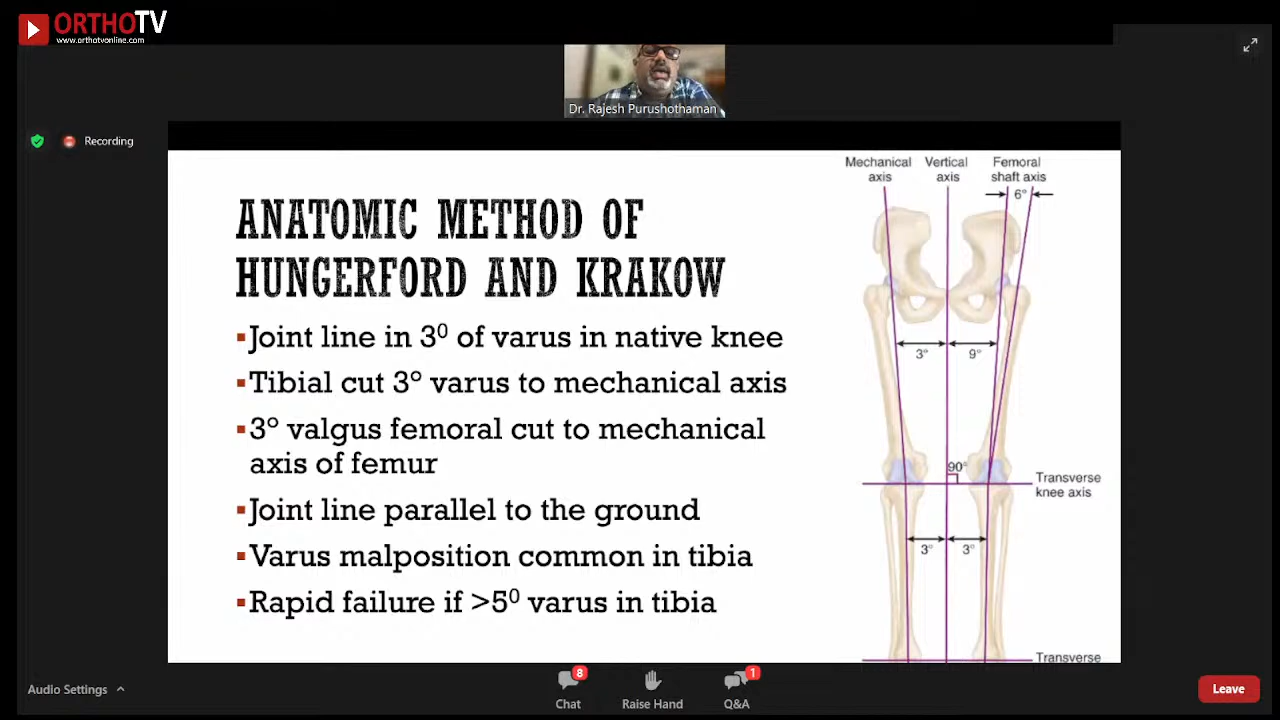 ORTHOTV
www.orthotvonline.com
Dr. Rajesh Purushothaman
Recording
ANATOMIC METHOD OF
HUNGERFORD AND KRAKOW
▪Joint line in 3⁰ of varus in native knee
▪Tibial cut 3° varus to mechanical axis
▪3° valgus femoral cut to mechanical
axis of femur
▪Joint line parallel to the ground
▪Varus malposition common in tibia
▪Rapid failure if >5⁰ varus in tibia
Mechanical
axis
Vertical
axis
Femoral
shaft axis
6°
3°
9°
90°
Transverse
knee axis
3°
3°
Transverse
Audio Settings
8
Chat
Raise Hand
1
Q&A
Leave